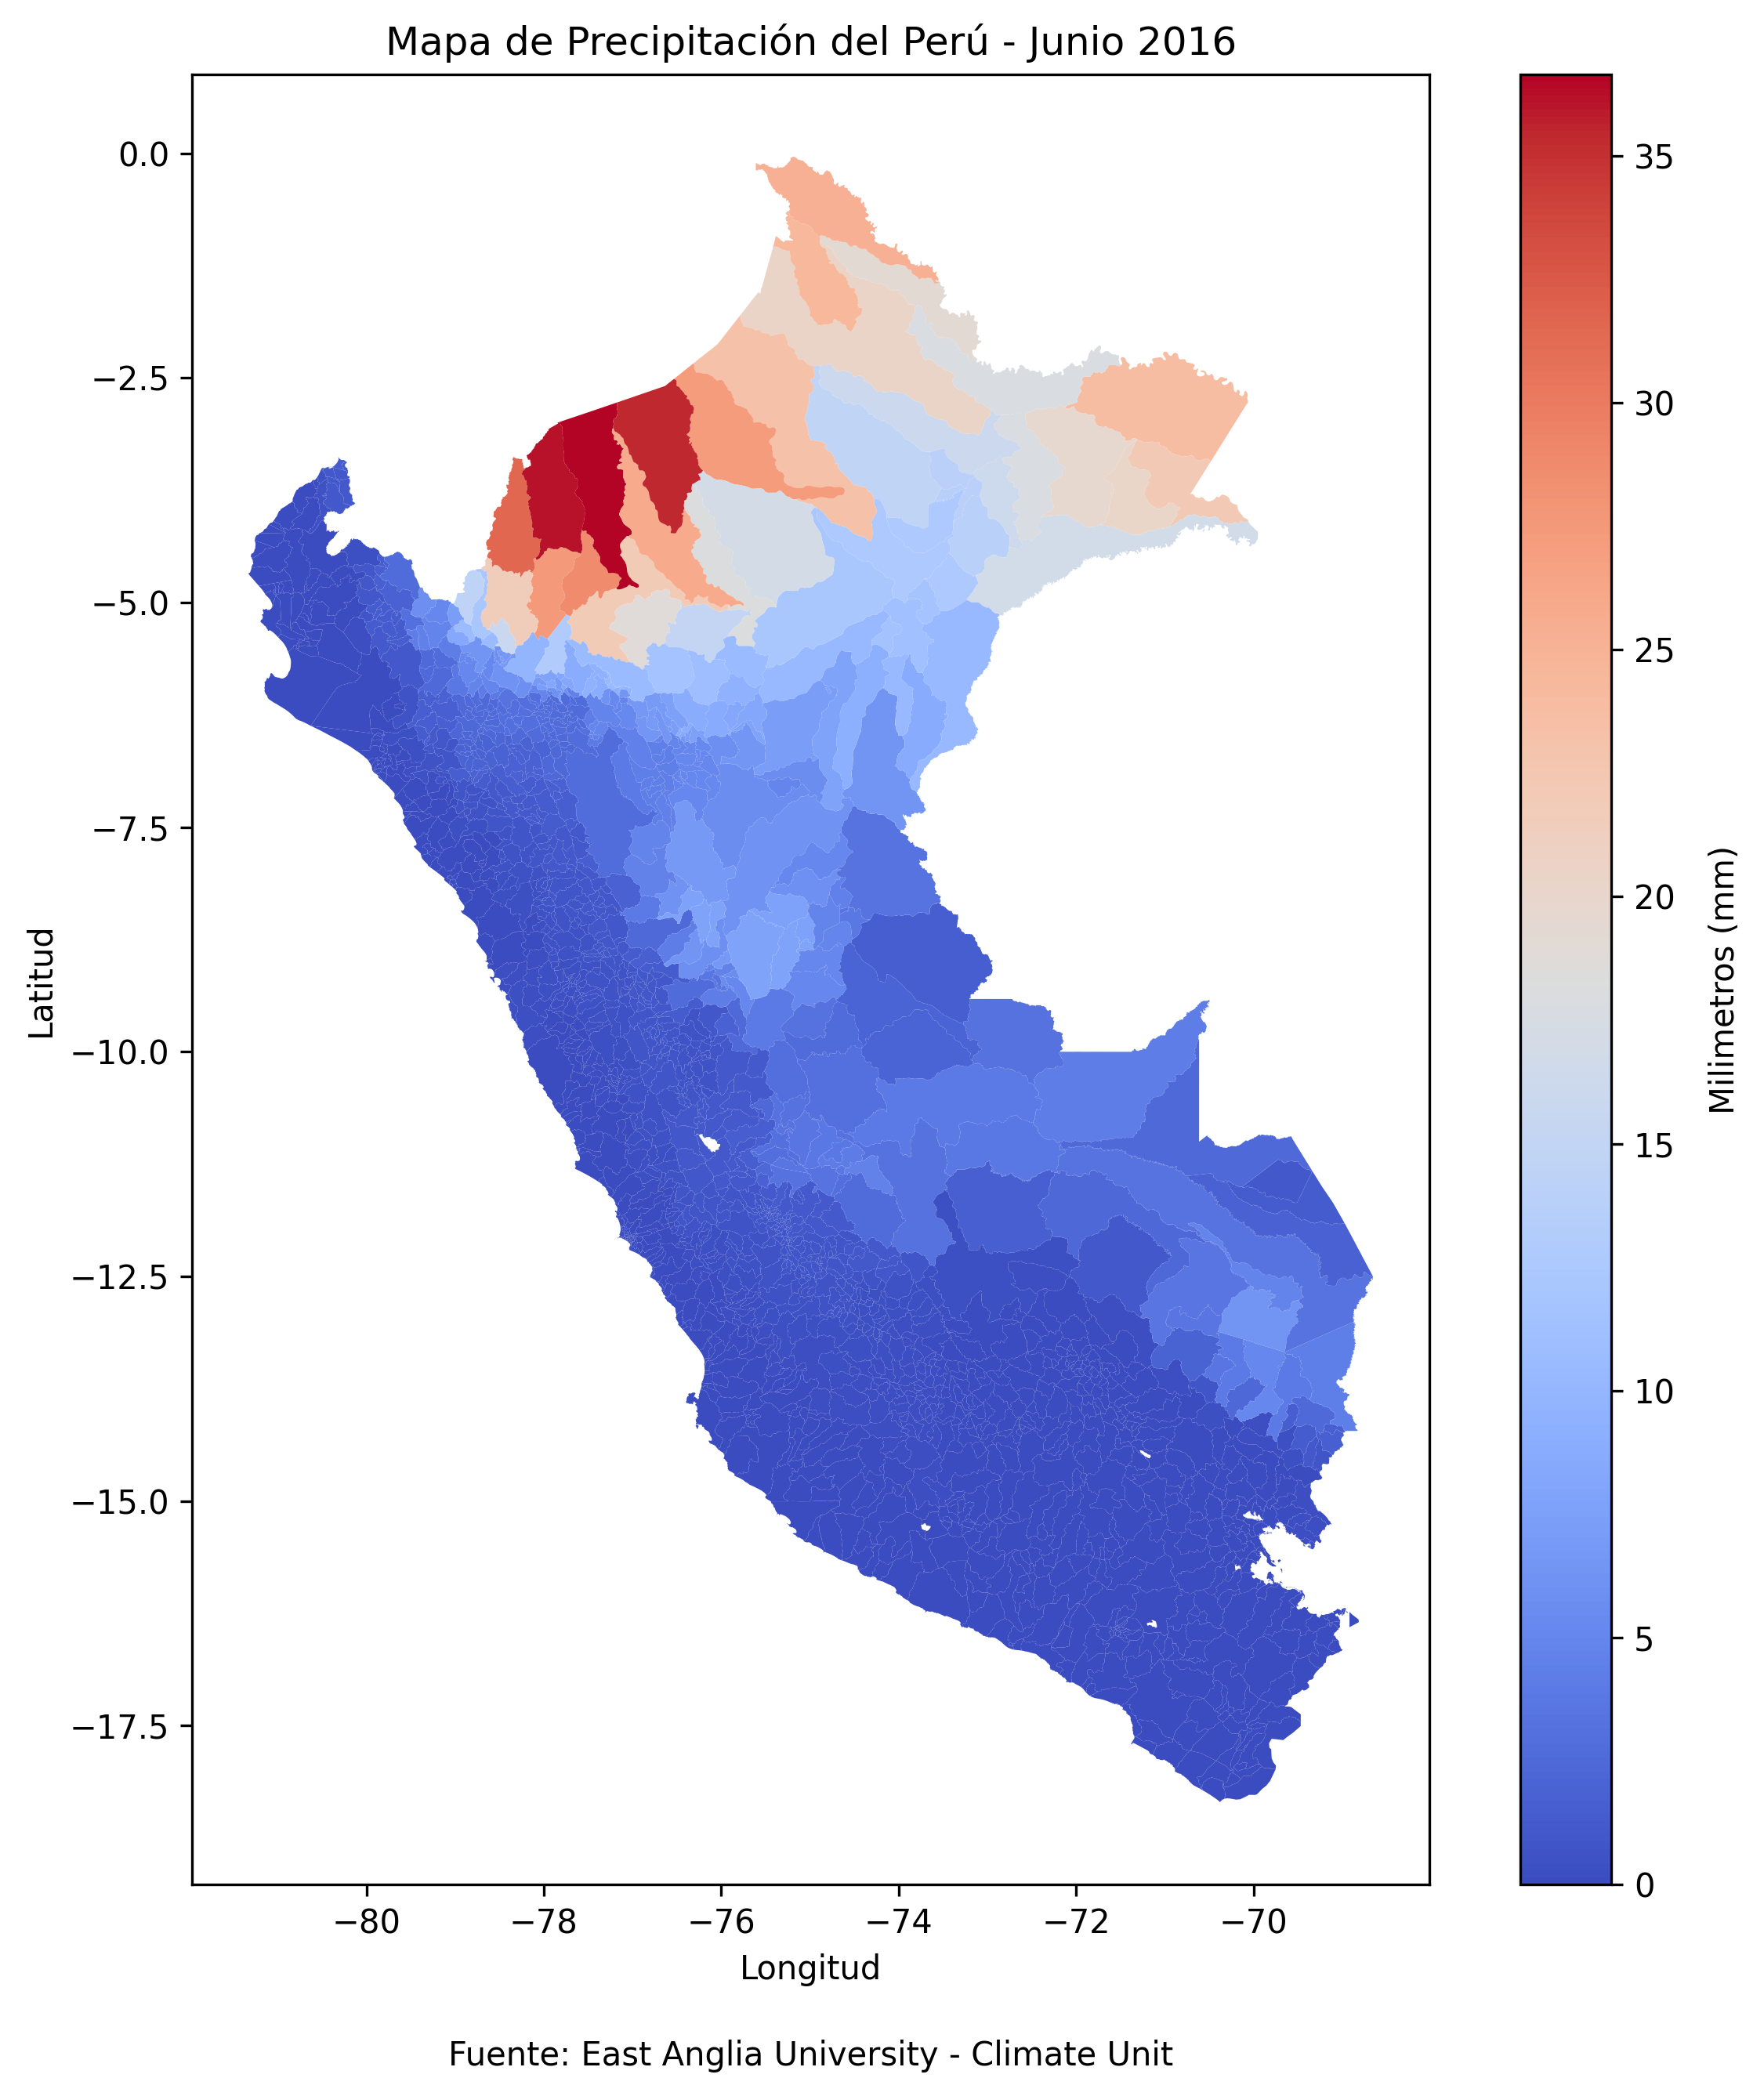 Mapa de Precipitación del Perú - Junio 2016
0.0
−2.5
−5.0
−7.5
−10.0
−12.5
−15.0
−17.5
Latitud
−80 −78 −76 −74 −72 −70
Longitud
35
30
25
20
15
10
5
0
Milimetros (mm)
Fuente: East Anglia University - Climate Unit